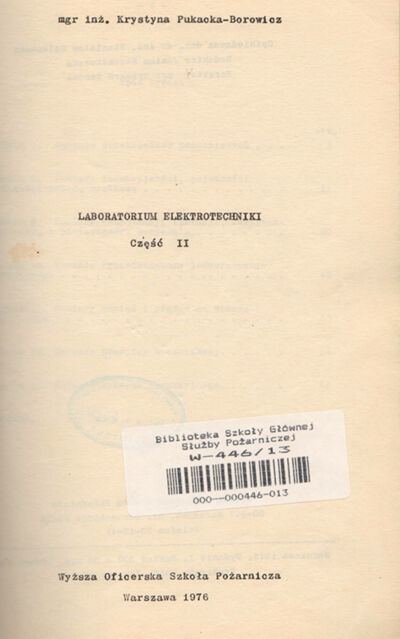 mgr inż. Krystyna Pukacka-Borowicz
LABORATORIUM ELEKTROTECHNIKI
Część II
Biblioteka Szkoły Głównej
Służby Pożarniczej
W-446/13
000-000446-013
Wyższa Oficerska Szkoła Pożarnicza
Warszawa 1976